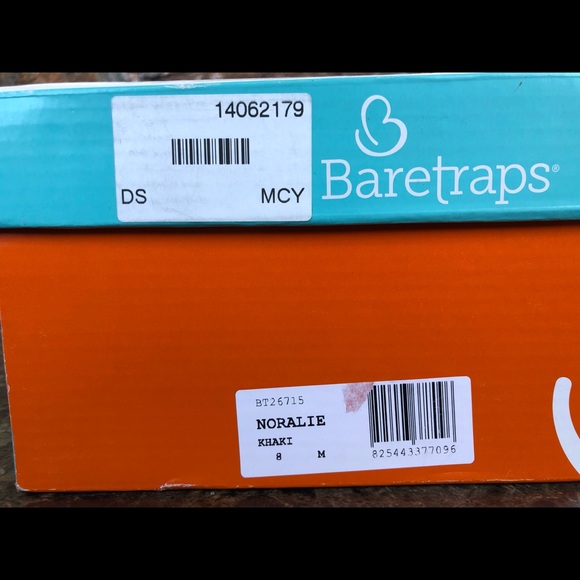 14062179
DS MCY
Baretraps®
BT26715
NORALIE
KHAKI
8 M
825443377096